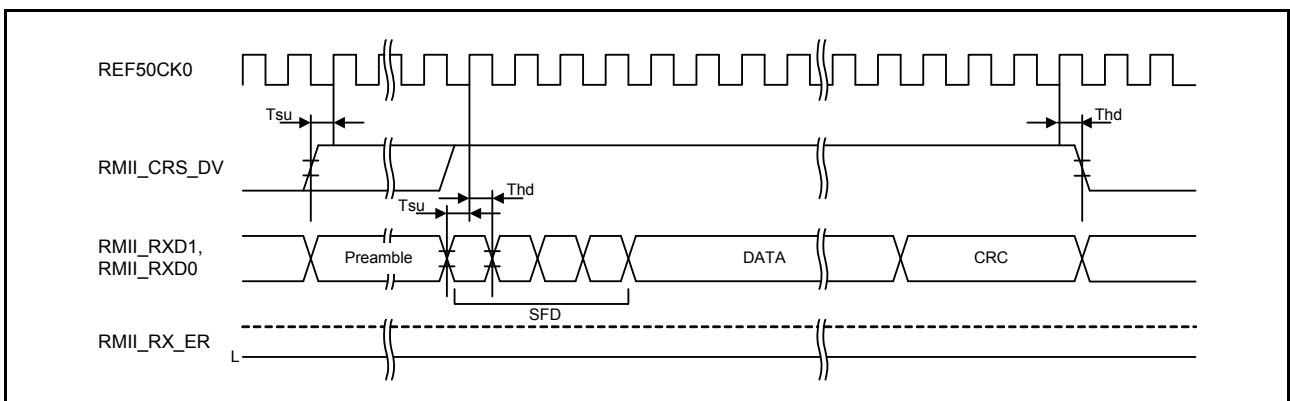 REF50CK0
Tsu
Thd
RMII_CRS_DV
Thd
Tsu
RMII_RXD1,
RMII_RXD0
Preamble
DATA
CRC
SFD
RMII_RX_ER
L